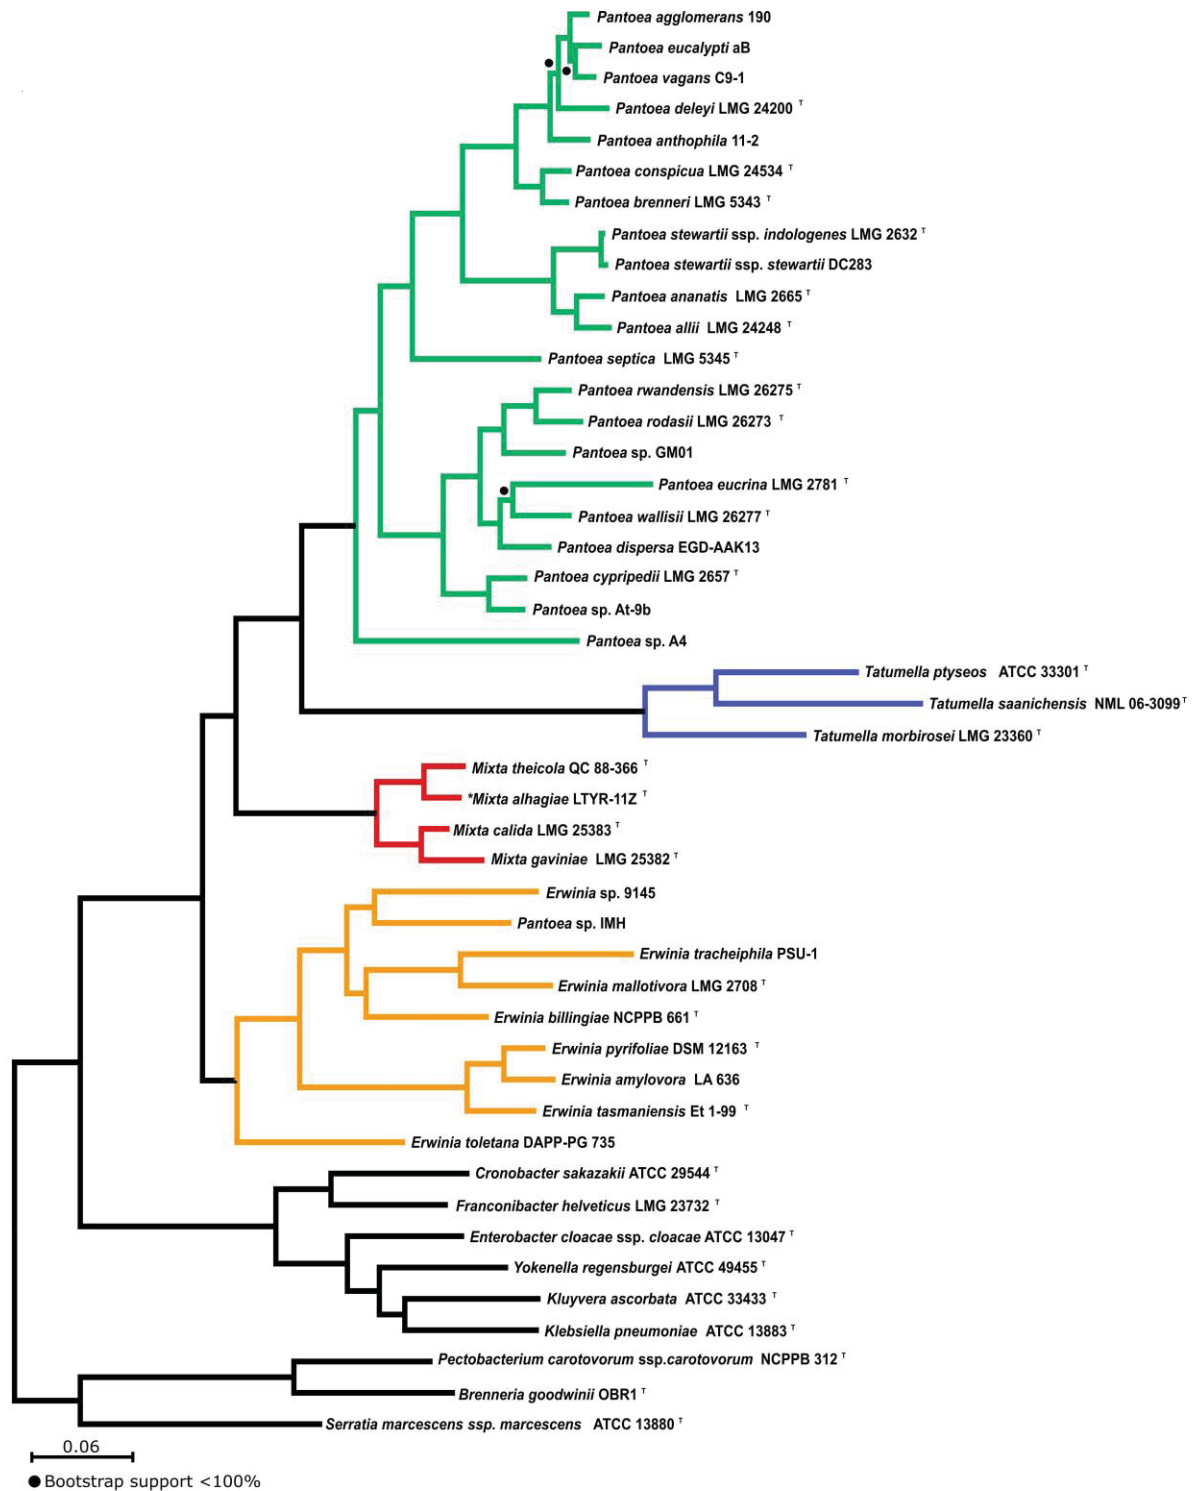 Pantoea agglomerans 190
Pantoea eucalypti aB
Pantoea vagans C9-1
Pantoea deleyi LMG 24200 T
Pantoea anthophila 11-2
Pantoea conspicua LMG 24534 T
Pantoea brenneri LMG 5343 T
Pantoea stewartii ssp. indologenes LMG 2632 T
Pantoea stewartii ssp. stewartii DC283
Pantoea ananatis LMG 2665 T
Pantoea allii LMG 24248 T
Pantoea septica LMG 5345 T
Pantoea rwandensis LMG 26275 T
Pantoea rodasii LMG 26273 T
Pantoea sp. GM01
Pantoea eucrina LMG 2781 T
Pantoea wallisii LMG 26277 T
Pantoea dispersa EGD-AAK13
Pantoea cypripedii LMG 2657 T
Pantoea sp. At-9b
Pantoea sp. A4
Tatumella ptyseos ATCC 33301 T
Tatumella saanichensis NML 06-3099 T
Tatumella morbirosei LMG 23360 T
Mixta theicola QC 88-366 T
*Mixta alhagiae LTYR-11Z T
Mixta calida LMG 25383 T
Mixta gaviniae LMG 25382 T
Erwinia sp. 9145
Pantoea sp. IMH
Erwinia tracheiphila PSU-1
Erwinia mallotivora LMG 2708 T
Erwinia billingiae NCPPB 661 T
Erwinia pyrifoliae DSM 12163 T
Erwinia amylovora LA 636
Erwinia tasmaniensis Et 1-99 T
Erwinia toletana DAPP-PG 735
Cronobacter sakazakii ATCC 29544 T
Franconibacter helveticus LMG 23732 T
Enterobacter cloacae ssp. cloacae ATCC 13047 T
Yokenella regensburgei ATCC 49455 T
Kluyvera ascorbata ATCC 33433 T
Klebsiella pneumoniae ATCC 13883 T
Pectobacterium carotovorum ssp.carotovorum NCPPB 312 T
Brenneria goodwinii OBR1 T
Serratia marcescens ssp. marcescens ATCC 13880 T
0.06
Bootstrap support <100%